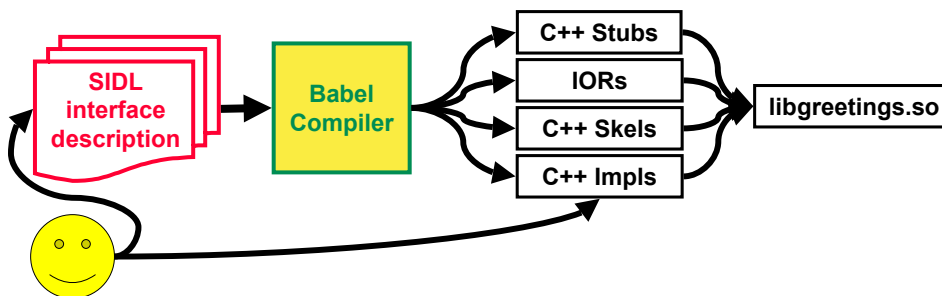 SIDL
interface
description
Babel
Compiler
C++ Stubs
IORs
C++ Skels
C++ Impls
libgreetings.so